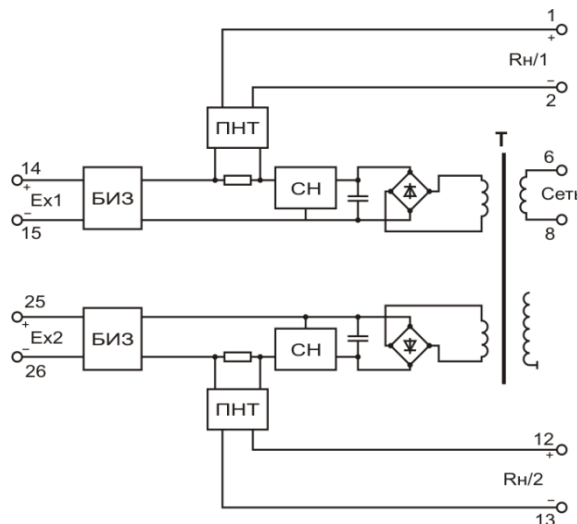 1
+
Rн/1
−
2
ПНТ
Т
14
+
Ex1
−
15
БИЗ
СН
6
Сеть
8
25
+
Ex2
−
26
БИЗ
СН
ПНТ
12
+
Rн/2
−
13